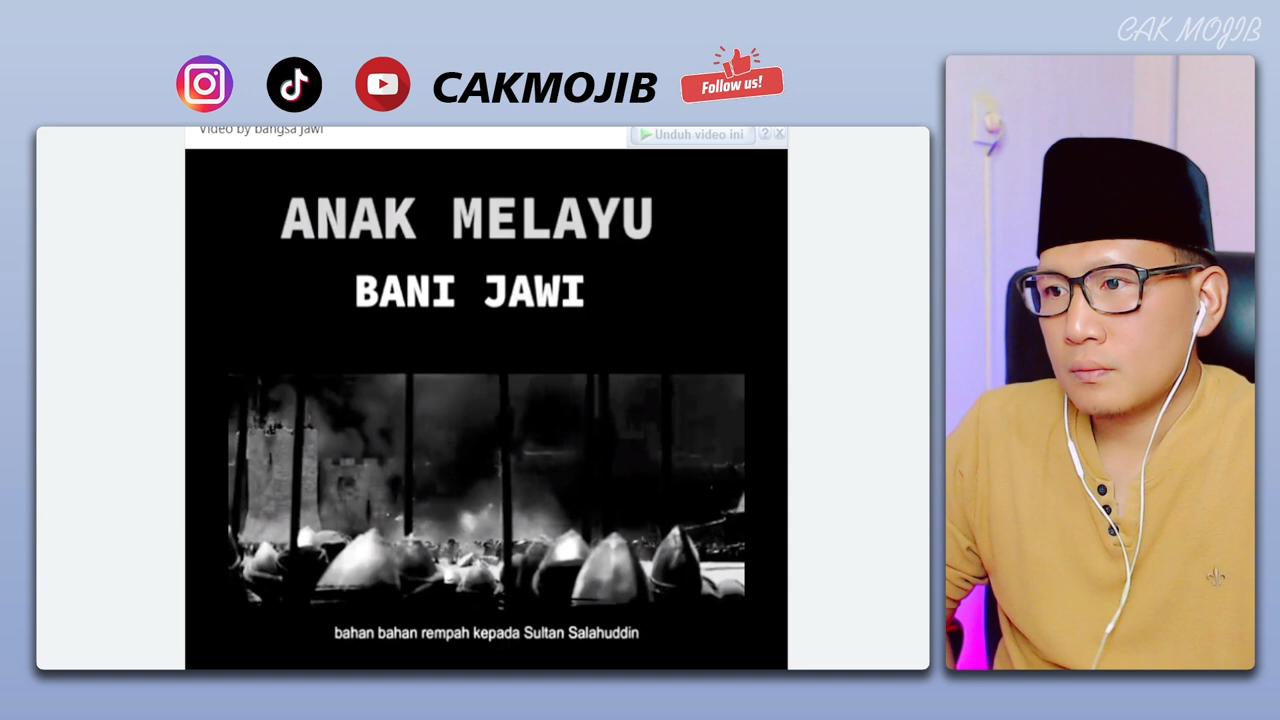 CAK MOJIB
CAKMOJIB
Follow us!
Video by bangsa jawi
Unduh video ini ? X
ANAK MELAYU
BANI JAWI
bahan bahan rempah kepada Sultan Salahuddin